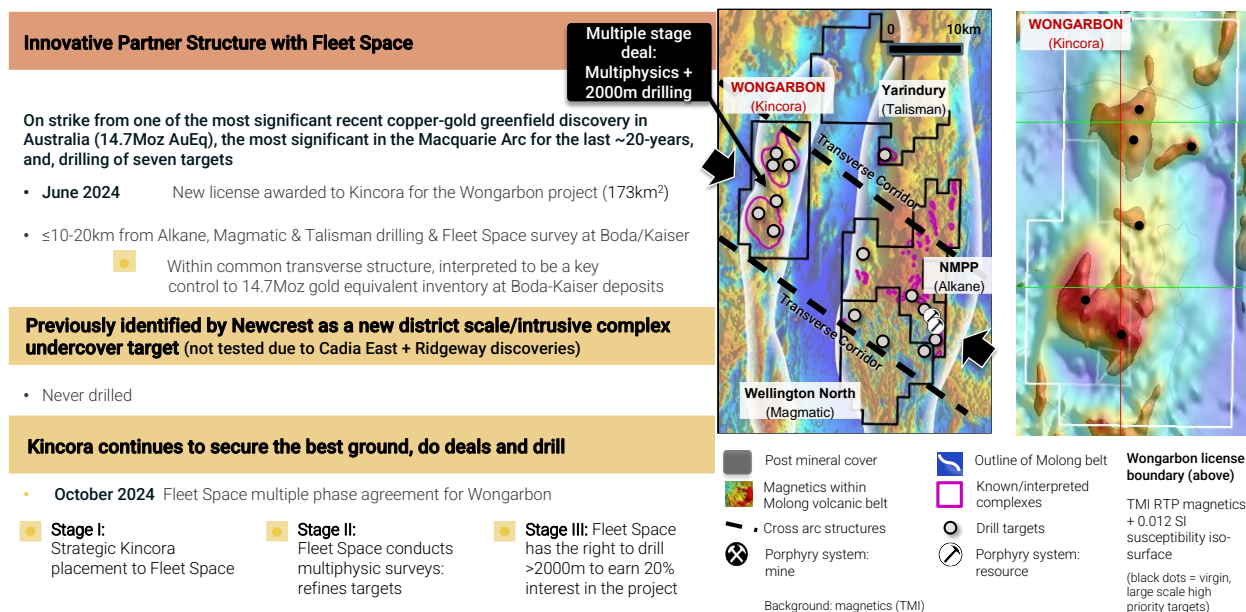 Innovative Partner Structure with Fleet Space
On strike from one of the most significant recent copper-gold greenfield discovery in
Australia (14.7Moz AuEq), the most significant in the Macquarie Arc for the last ~20-years,
and, drilling of seven targets
• June 2024 New license awarded to Kincora for the Wongarbon project (173km²)
• ≤10-20km from Alkane, Magmatic & Talisman drilling & Fleet Space survey at Boda/Kaiser
Within common transverse structure, interpreted to be a key
control to 14.7Moz gold equivalent inventory at Boda-Kaiser deposits
Previously identified by Newcrest as a new district scale/intrusive complex
undercover target (not tested due to Cadia East + Ridgeway discoveries)
• Never drilled
Kincora continues to secure the best ground, do deals and drill
• October 2024 Fleet Space multiple phase agreement for Wongarbon
Stage I:
Strategic Kincora
placement to Fleet Space
Stage II:
Fleet Space conducts
multiphysic surveys:
refines targets
Stage III: Fleet Space
has the right to drill
>2000m to earn 20%
interest in the project
Multiple stage
deal:
Multiphysics +
2000m drilling
0 10km
WONGARBON
(Kincora)
Yarindury
(Talisman)
Transverse Corridor
NMPP
(Alkane)
Transverse Corridor
Wellington North
(Magmatic)
WONGARBON
(Kincora)
Post mineral cover
Magnetics within
Molong volcanic belt
Cross arc structures
Porphyry system:
mine
Background: magnetics (TMI)
Outline of Molong belt
Known/interpreted
complexes
Drill targets
Porphyry system:
resource
Wongarbon license
boundary (above)
TMI RTP magnetics
+ 0.012 SI
susceptibility iso-
surface
(black dots = virgin,
large scale high
priority targets)